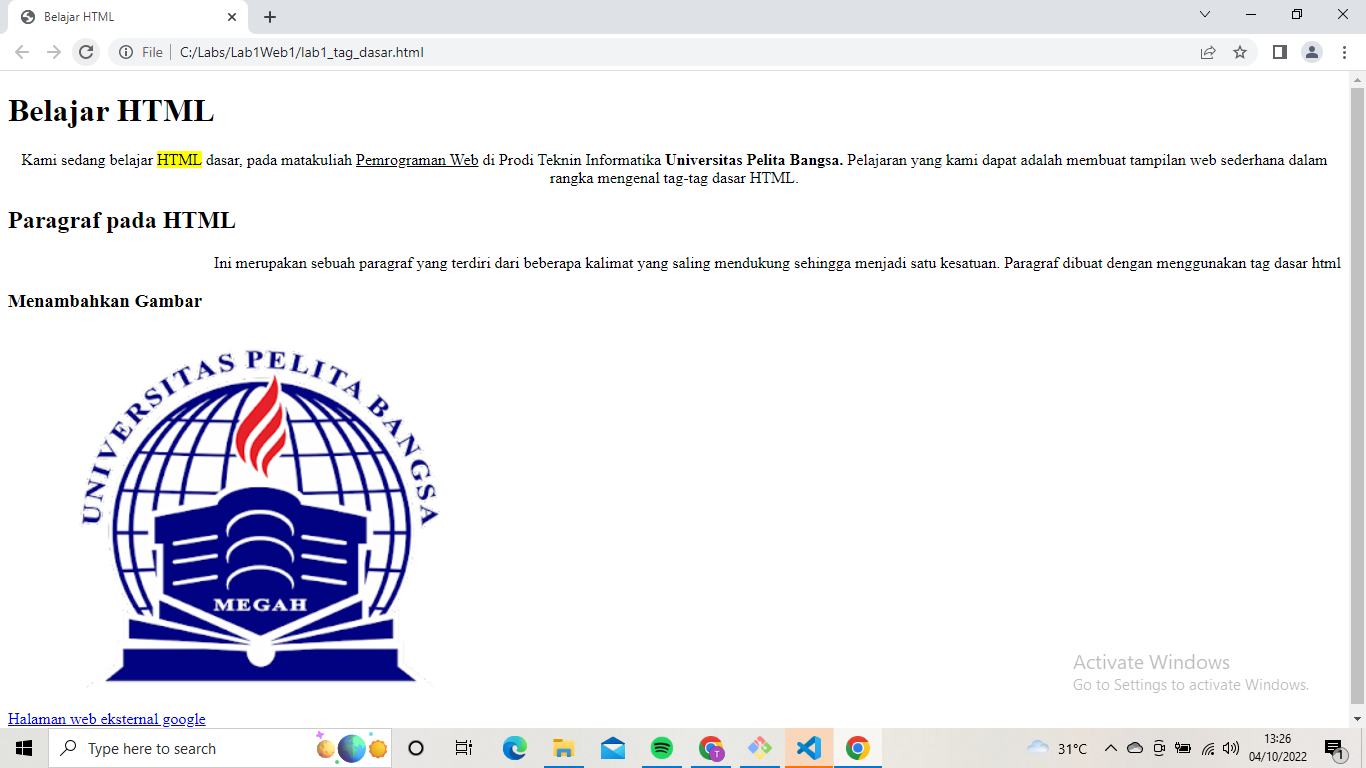 Belajar HTML
File
C:/Labs/Lab1Web1/lab1_tag_dasar.html
Belajar HTML
Kami sedang belajar HTML dasar, pada matakuliah Pemrograman Web di Prodi Teknin Informatika Universitas Pelita Bangsa. Pelajaran yang kami dapat adalah membuat tampilan web sederhana dalam
rangka mengenal tag-tag dasar HTML.
Paragraf pada HTML
Ini merupakan sebuah paragraf yang terdiri dari beberapa kalimat yang saling mendukung sehingga menjadi satu kesatuan. Paragraf dibuat dengan menggunakan tag dasar html
Menambahkan Gambar
UNIVERSITAS PELITA BANGSA
MEGAH
Activate Windows
Go to Settings to activate Windows.
Halaman web eksternal google
Type here to search
T
31°C
13:26
04/10/2022
1